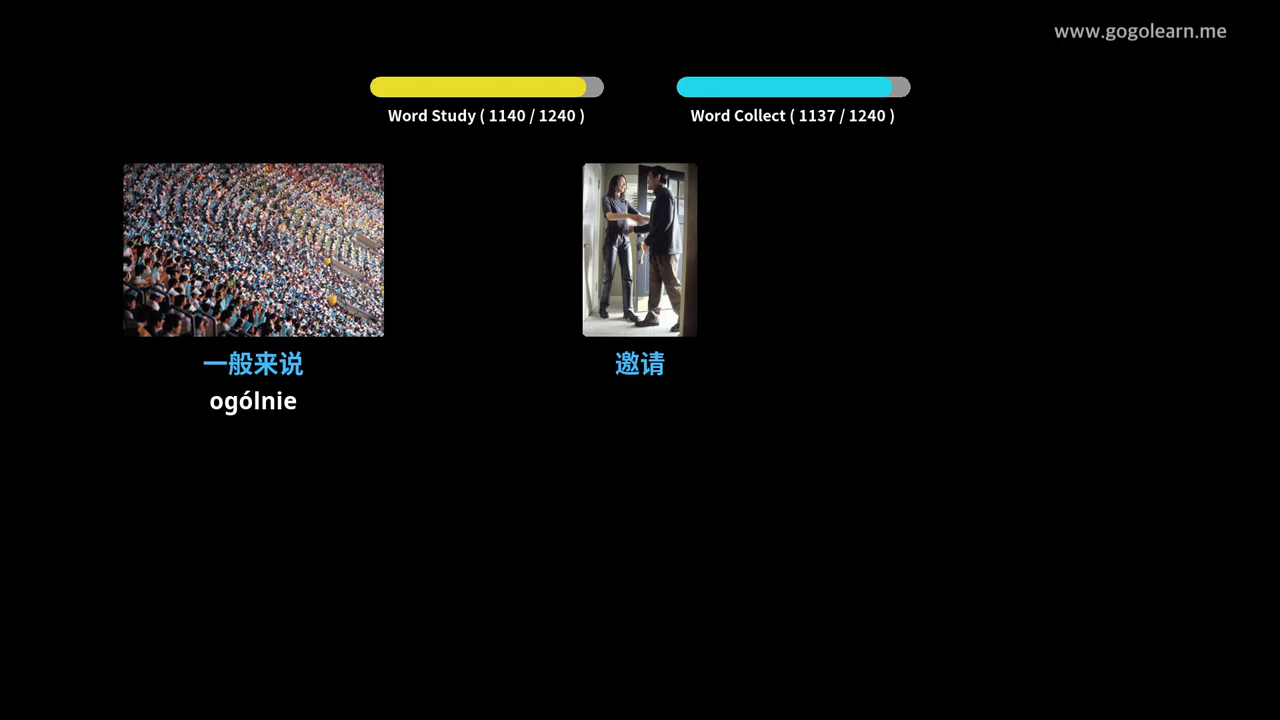 www.gogolearn.me
Word Study ( 1140 / 1240 )
Word Collect ( 1137 / 1240 )
一般来说
邀请
ogólnie